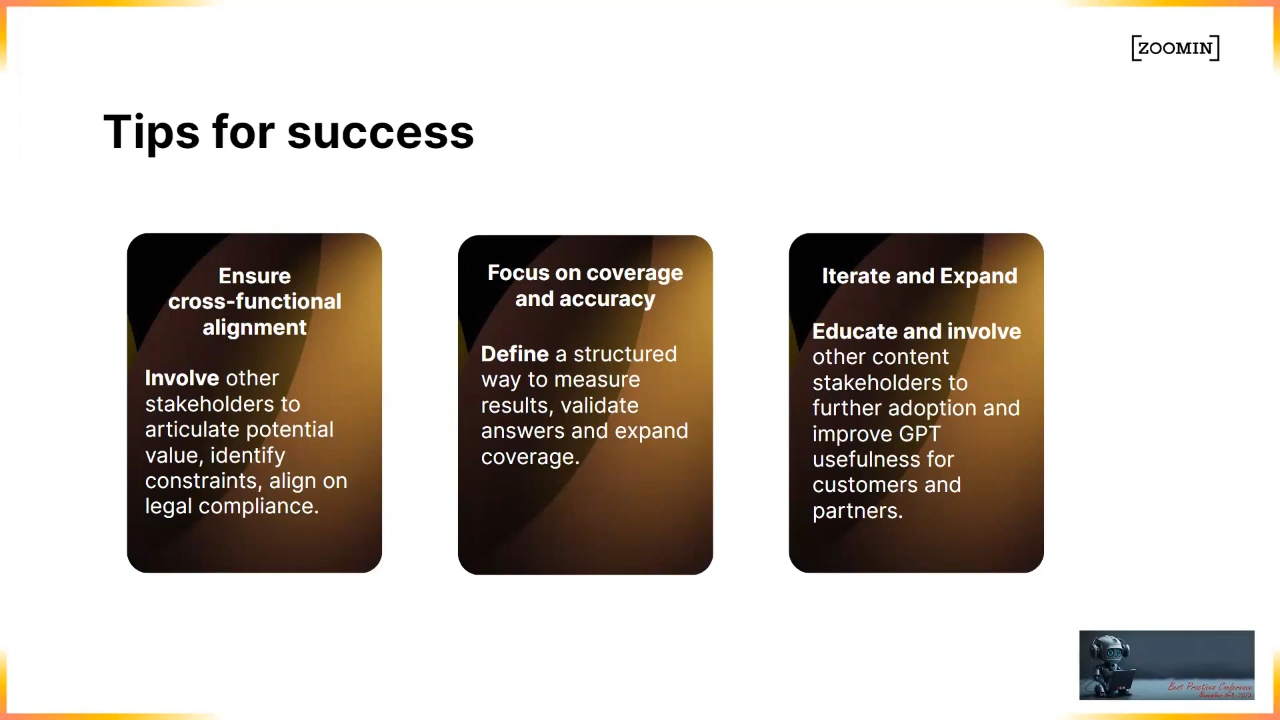 [ZOOMIN]
Tips for success
Ensure
cross-functional
alignment
Involve other
stakeholders to
articulate potential
value, identify
constraints, align on
legal compliance.
Focus on coverage
and accuracy
Define a structured
way to measure
results, validate
answers and expand
coverage.
Iterate and Expand
Educate and involve
other content
stakeholders to
further adoption and
improve GPT
usefulness for
customers and
partners.
Best Practices Conference